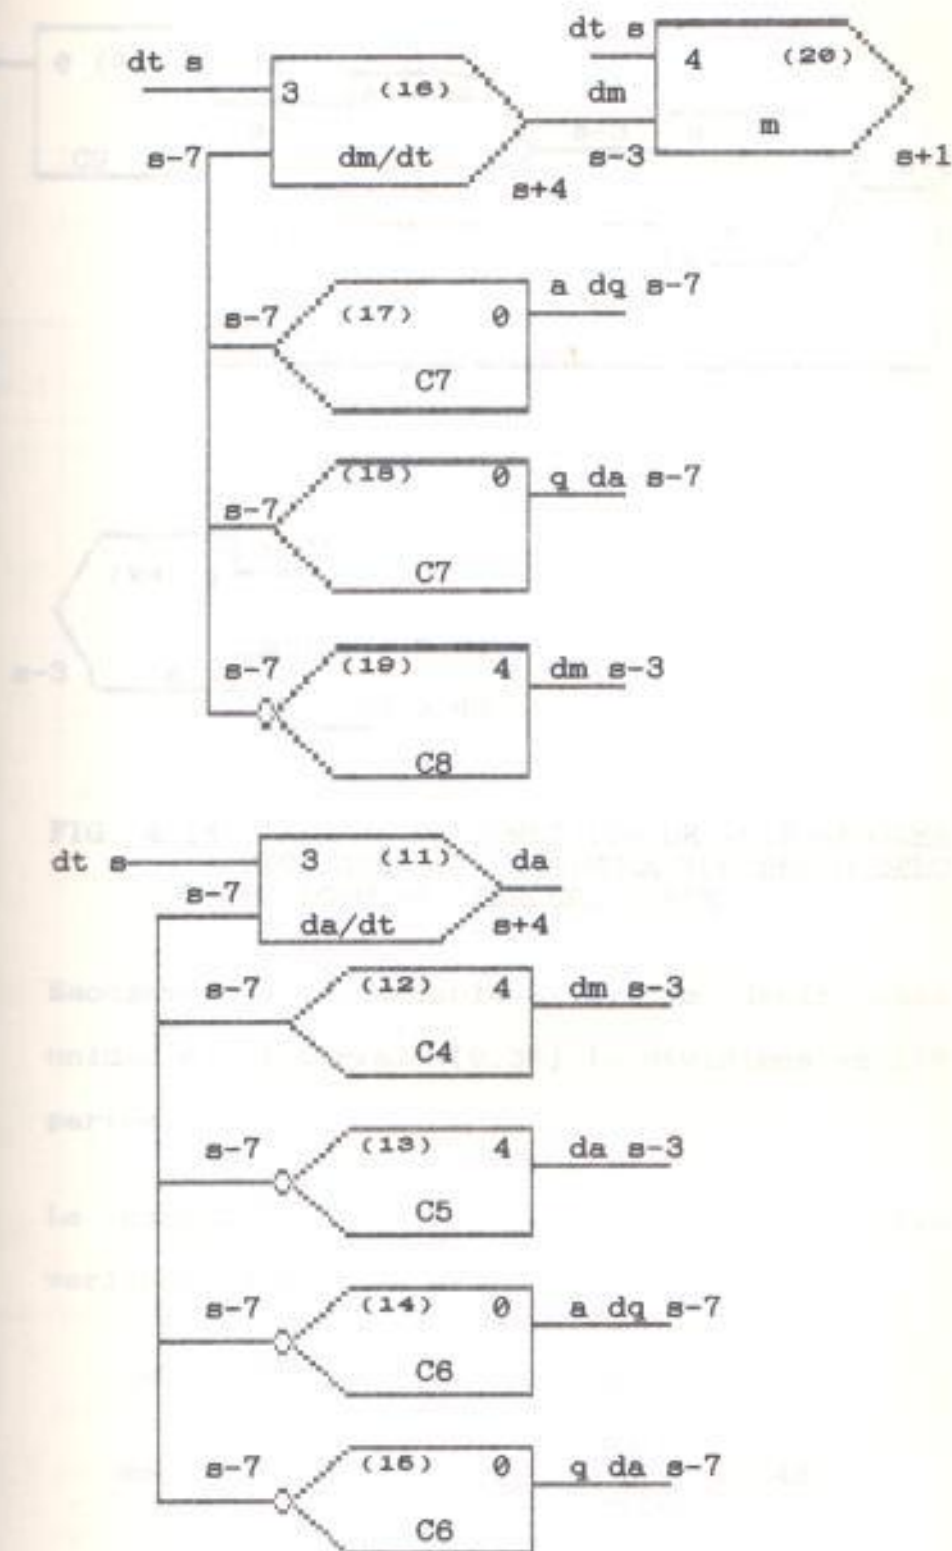 dt s
4 (20)
dt s
3 (16)
dm
m
s-7
dm/dt
s-3
s+1
s+4
a dq s-7
s-7 (17) 0
C7
(18) 0 q da s-7
s-7
C7
s-7 (19) 4 dm s-3
C8
dt s 3 (11) da
s-7
da/dt s+4
s-7 (12) 4 dm s-3
C4
s-7 (13) 4 da s-3
C5
s-7 (14) 0 a dq s-7
C6
s-7 (15) 0 q da s-7
C6